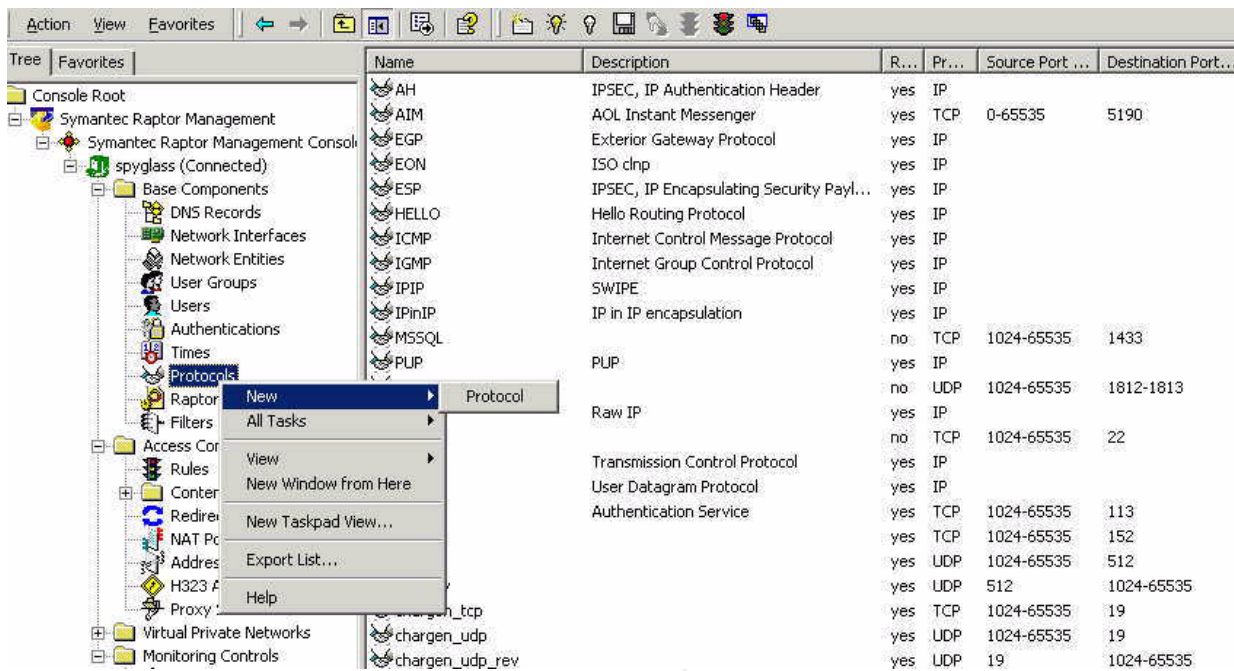 Action View Favorites
Tree Favorites
Console Root
Symantec Raptor Management
Symantec Raptor Management Consol
spyglass (Connected)
Base Components
DNS Records
Network Interfaces
Network Entities
User Groups
Users
Authentications
Times
Protocols
Raptor
Filters
Access Con
Rules
Conten
Redire
NAT Po
Addres
H323 A
Proxy
Virtual Private Networks
Monitoring Controls
New
Protocol
All Tasks
View
New Window from Here
New Taskpad View...
Export List...
Help
Name Description R... Pr... Source Port ... Destination Port...
AH IPSEC, IP Authentication Header yes IP
AIM AOL Instant Messenger yes TCP 0-65535 5190
EGP Exterior Gateway Protocol yes IP
EON ISO clnp yes IP
ESP IPSEC, IP Encapsulating Security Payl... yes IP
HELLO Hello Routing Protocol yes IP
ICMP Internet Control Message Protocol yes IP
IGMP Internet Group Control Protocol yes IP
IPIP SWIPE yes IP
IPinIP IP in IP encapsulation yes IP
MSSQL no TCP 1024-65535 1433
PUP PUP yes IP
no UDP 1024-65535 1812-1813
Raw IP yes IP
no TCP 1024-65535 22
Transmission Control Protocol yes IP
User Datagram Protocol yes IP
Authentication Service yes TCP 1024-65535 113
yes TCP 1024-65535 152
yes UDP 1024-65535 512
yes UDP 512 1024-65535
chargen_tcp yes TCP 1024-65535 19
chargen_udp yes UDP 1024-65535 19
chargen_udp_rev yes UDP 19 1024-65535